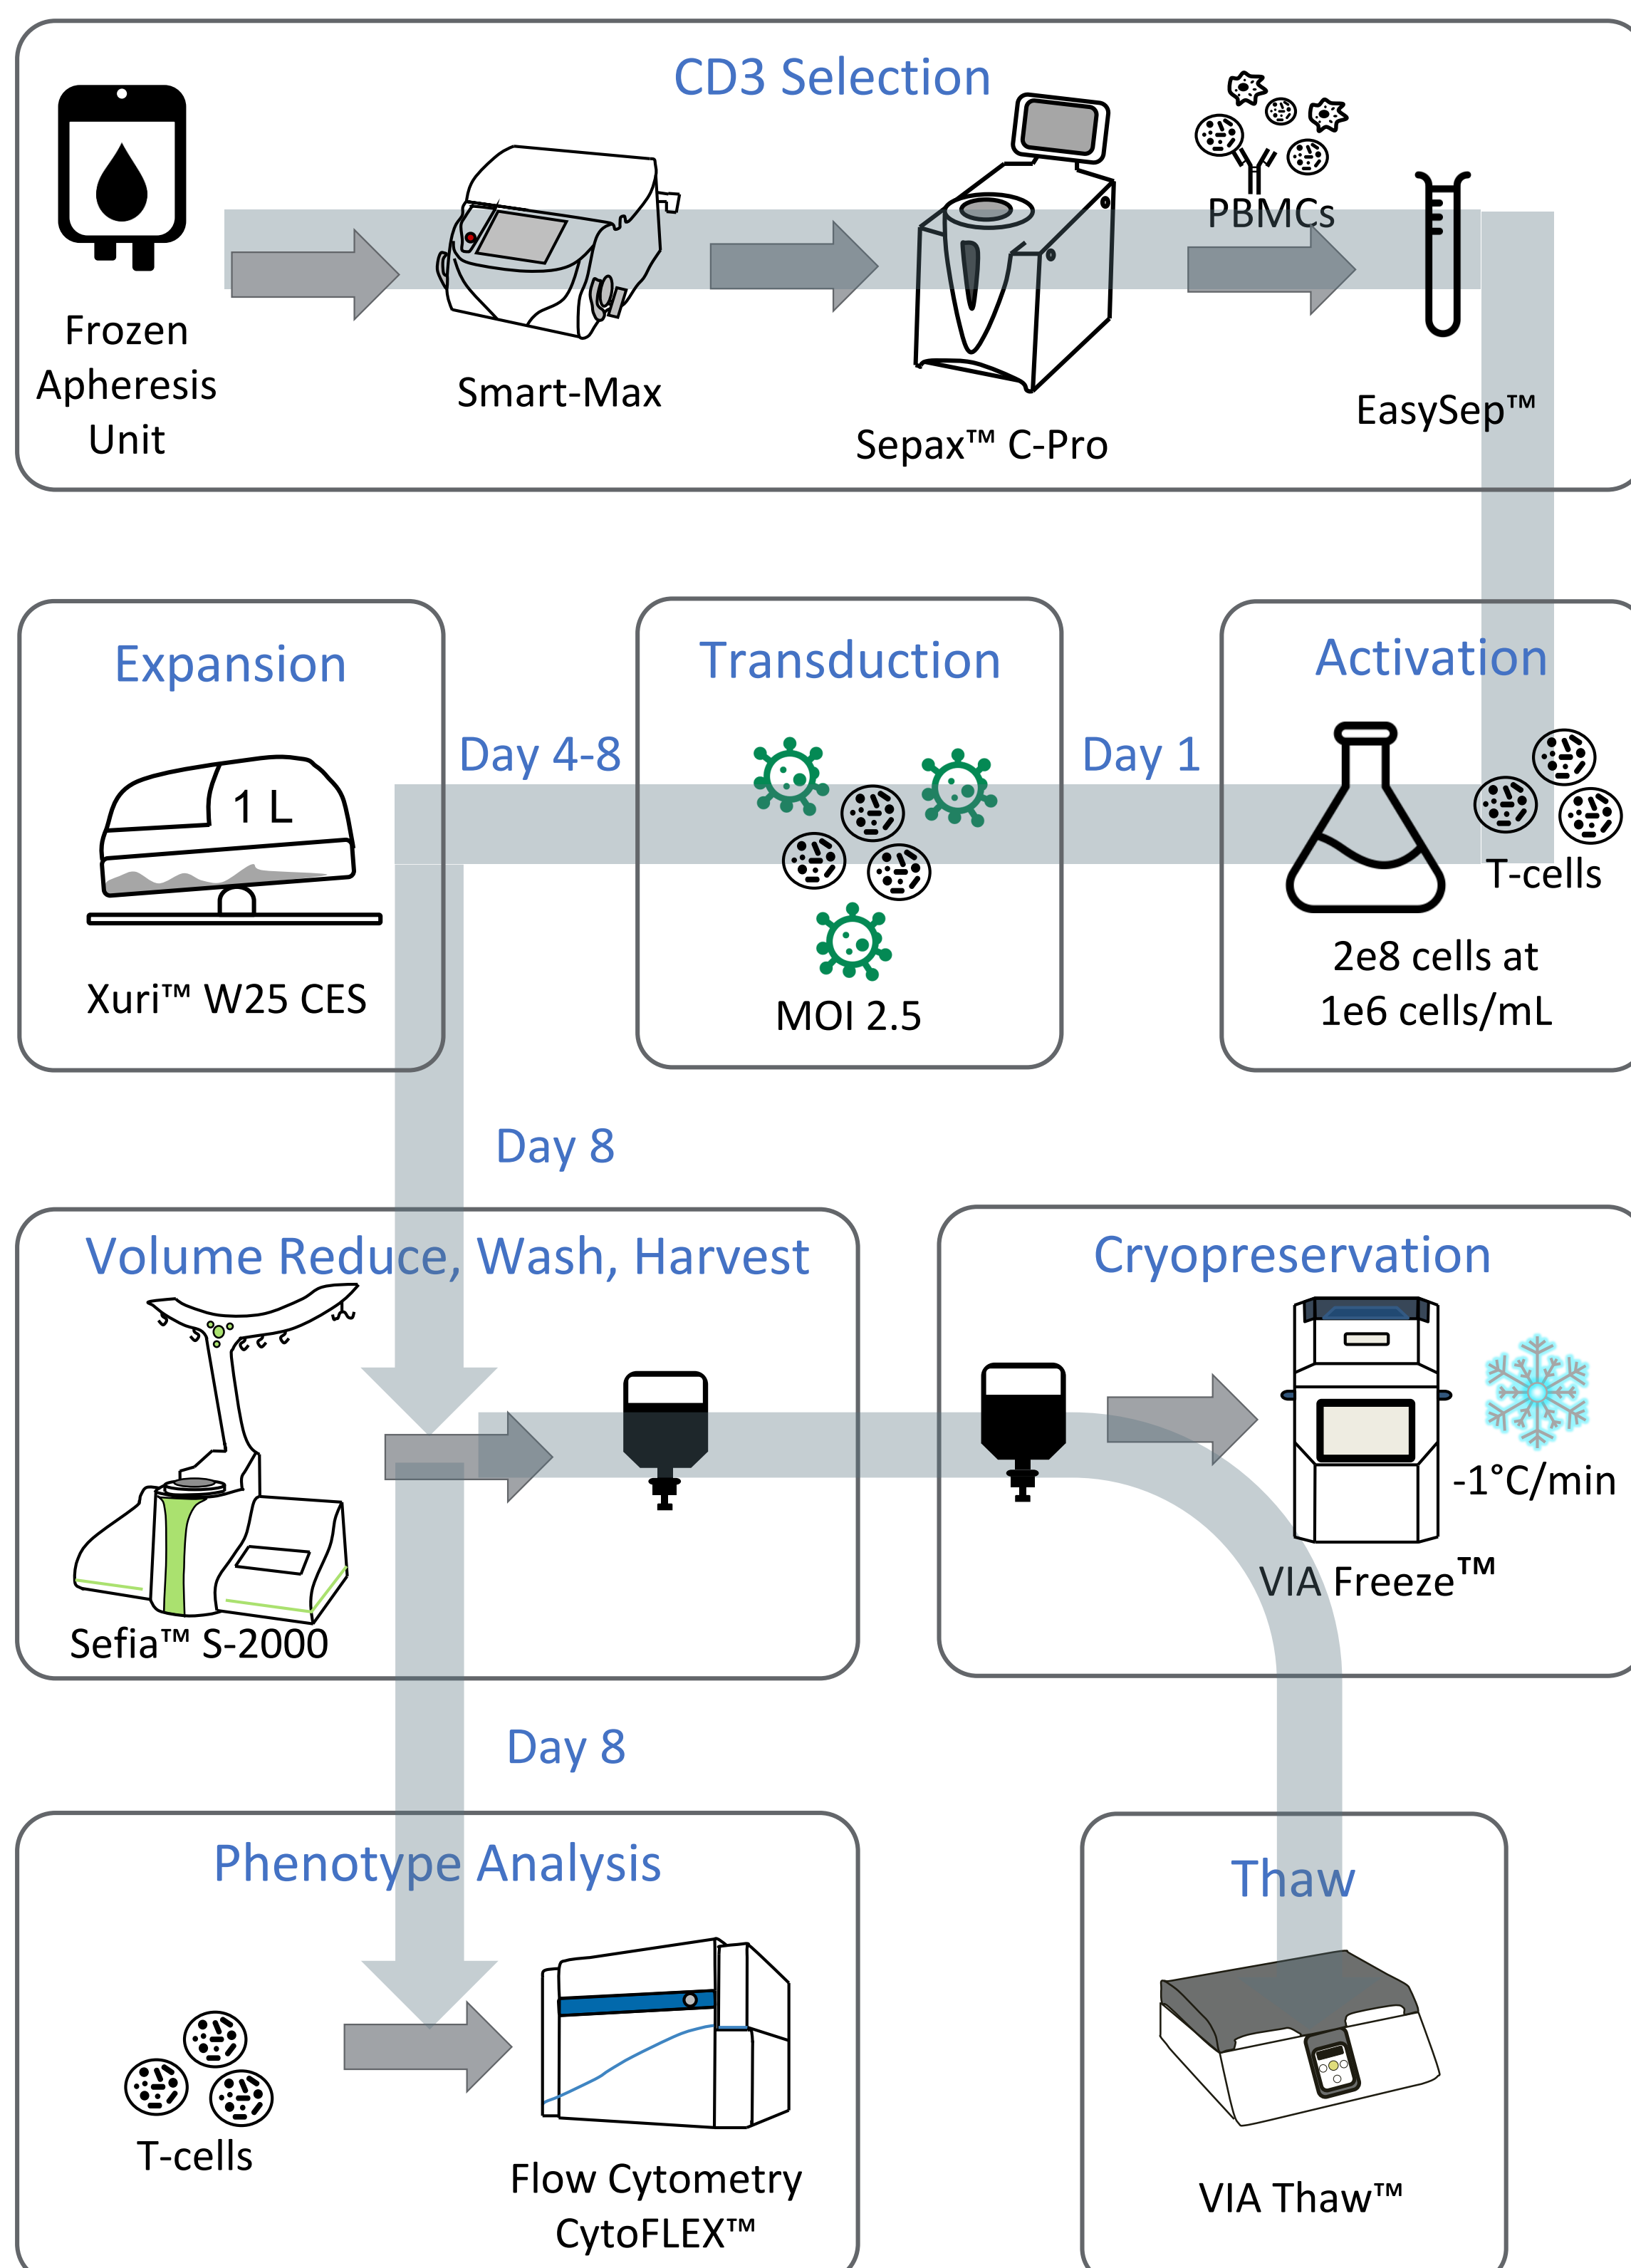 CD3 Selection
PBMCs
Frozen
Apheresis
Unit
Smart-Max
Sepax™ C-Pro
EasySep™
Expansion
1 L
Xuri™ W25 CES
Day 4-8
Transduction
MOI 2.5
Day 1
Activation
T-cells
2e8 cells at
1e6 cells/mL
Day 8
Volume Reduce, Wash, Harvest
Sefia™ S-2000
Cryopreservation
-1°C/min
VIA Freeze™
Day 8
Phenotype Analysis
T-cells
Flow Cytometry
CytoFLEX™
Thaw
VIA Thaw™